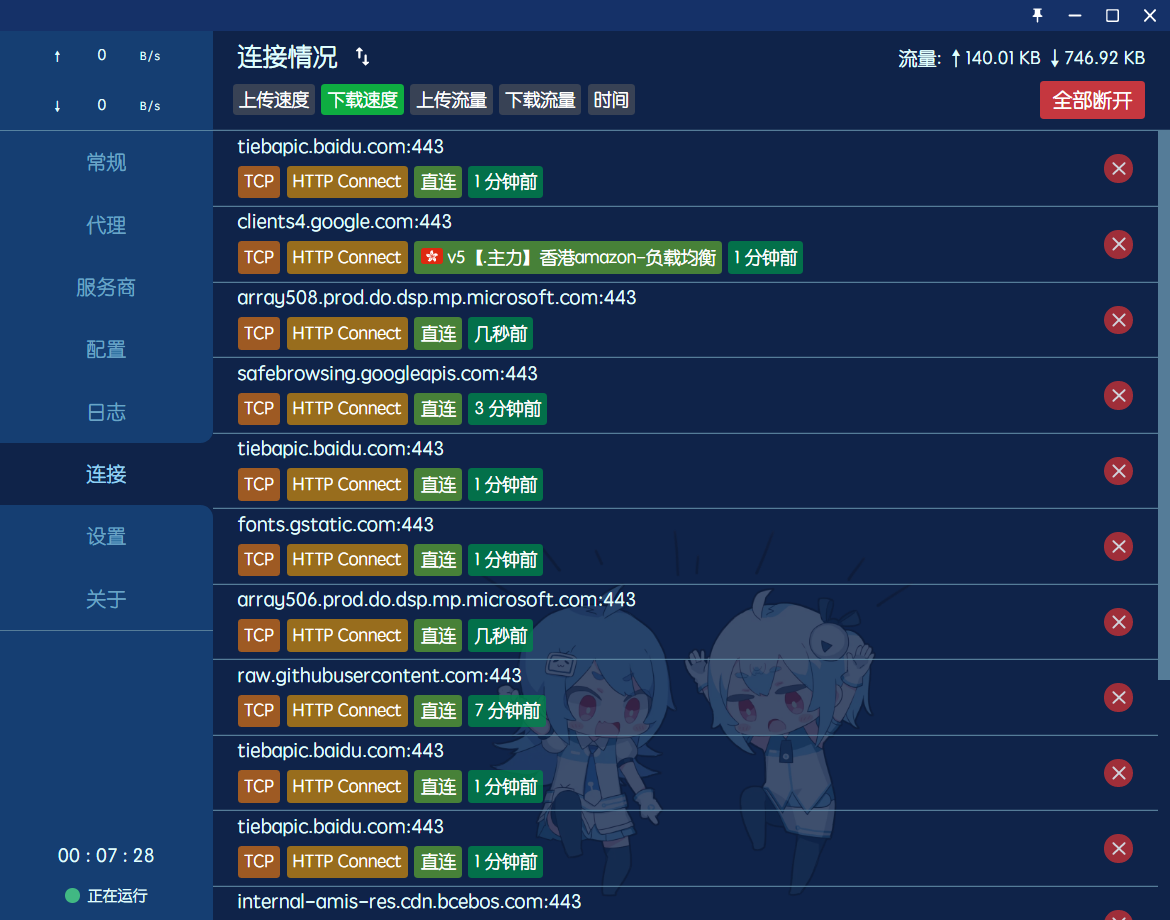 ↑ 0 B/s
↓ 0 B/s
常规
代理
服务商
配置
日志
连接
设置
关于
00 : 07 : 28
正在运行
连接情况
流量: ↑140.01 KB ↓746.92 KB
上传速度 下载速度 上传流量 下载流量 时间
全部断开
tiebapic.baidu.com:443
TCP HTTP Connect 直连 1 分钟前
clients4.google.com:443
TCP HTTP Connect 🇭🇰 v5【.主力】香港amazon-负载均衡 1 分钟前
array508.prod.do.dsp.mp.microsoft.com:443
TCP HTTP Connect 直连 几秒前
safebrowsing.googleapis.com:443
TCP HTTP Connect 直连 3 分钟前
tiebapic.baidu.com:443
TCP HTTP Connect 直连 1 分钟前
fonts.gstatic.com:443
TCP HTTP Connect 直连 1 分钟前
array506.prod.do.dsp.mp.microsoft.com:443
TCP HTTP Connect 直连 几秒前
raw.githubusercontent.com:443
TCP HTTP Connect 直连 7 分钟前
tiebapic.baidu.com:443
TCP HTTP Connect 直连 1 分钟前
tiebapic.baidu.com:443
TCP HTTP Connect 直连 1 分钟前
internal-amis-res.cdn.bcebos.com:443